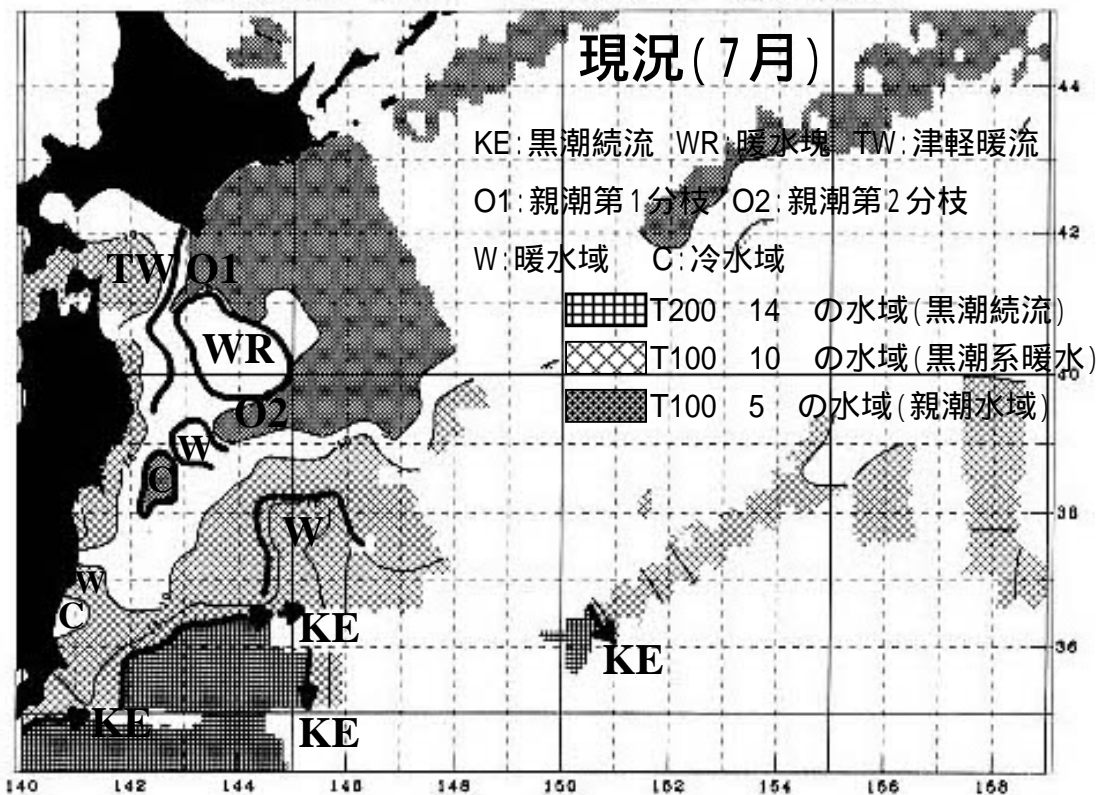 現況(7月)
44
KE:黒潮続流 WR:暖水塊 TW:津軽暖流
O1:親潮第1分枝 O2:親潮第2分枝
42
W:暖水域 C:冷水域
TW O1
T200 14 の水域(黒潮続流)
WR
T100 10 の水域(黒潮系暖水)
40
O2
T100 5 の水域(親潮水域)
W
C
38
W
W
C
KE
36
KE
KE
KE
140 142 144 146 148 150 152 154 156 158